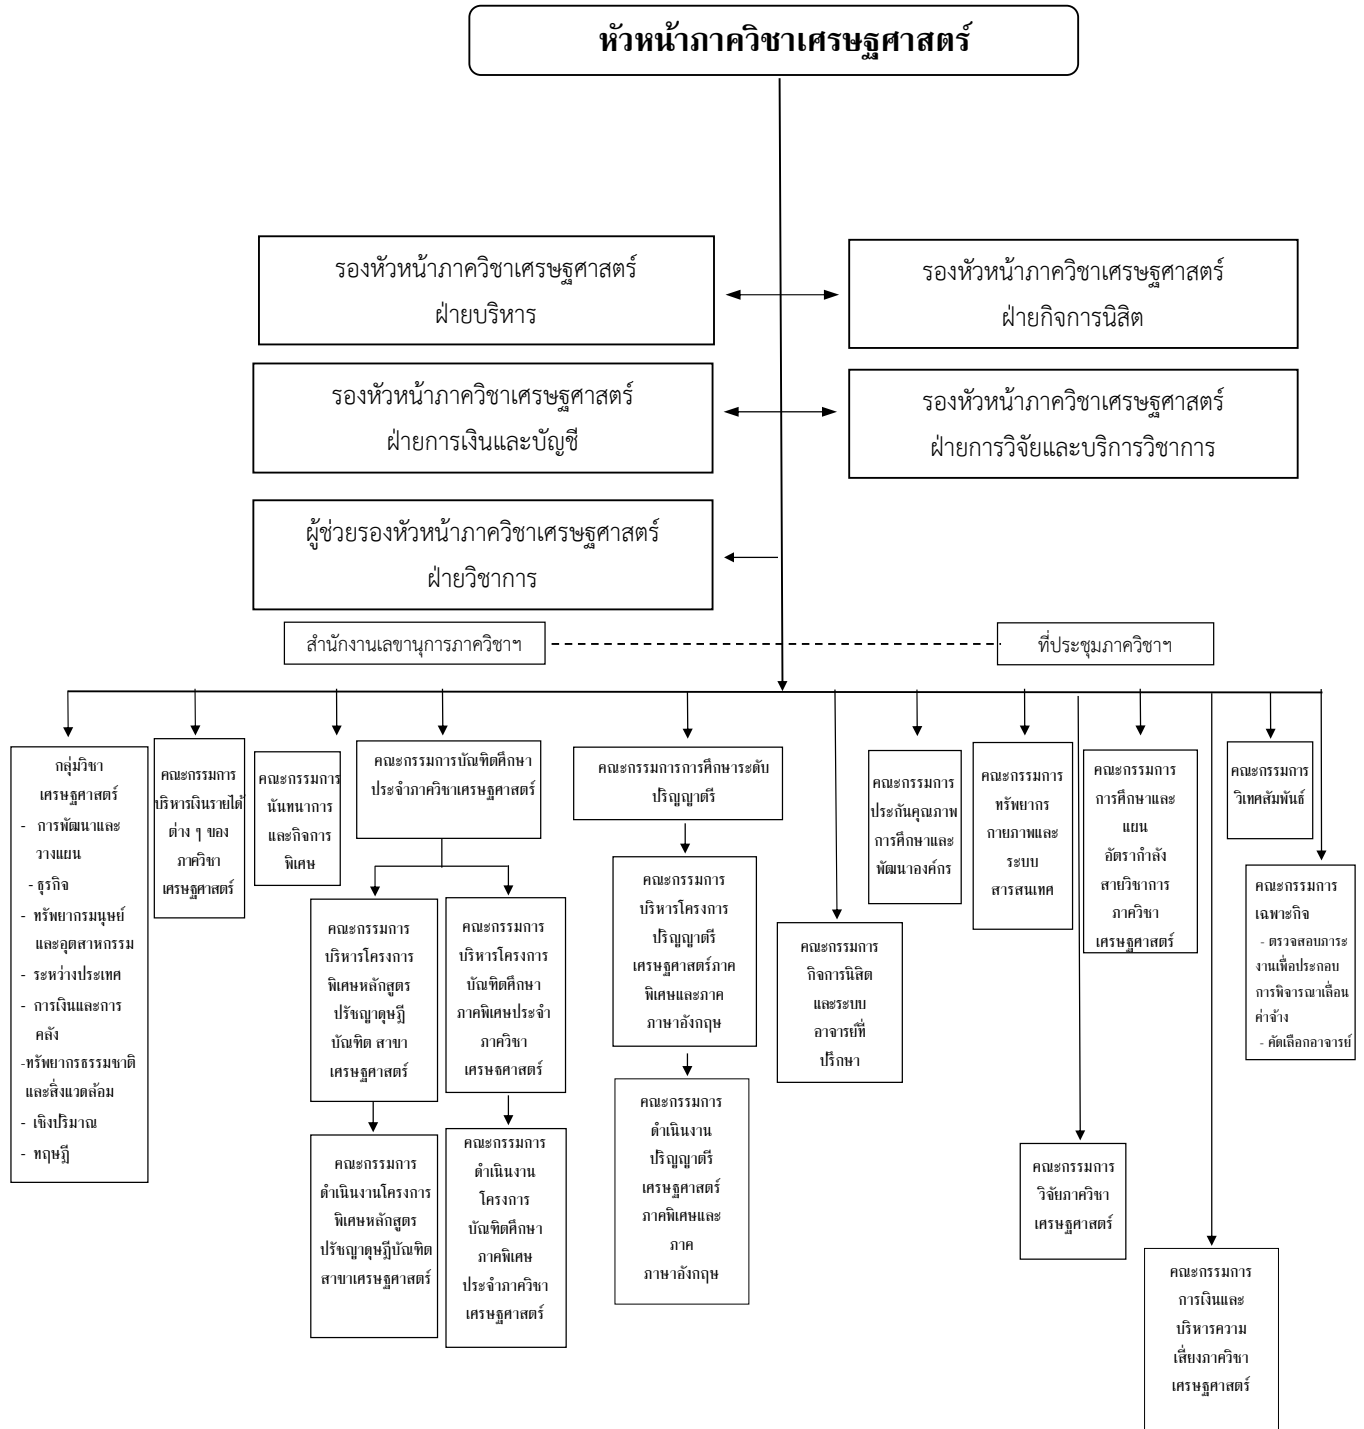 หัวหน้าภาควิชาเศรษฐศาสตร์
รองหัวหน้าภาควิชาเศรษฐศาสตร์
ฝ่ายบริหาร
รองหัวหน้าภาควิชาเศรษฐศาสตร์
ฝ่ายกิจการนิสิต
รองหัวหน้าภาควิชาเศรษฐศาสตร์
ฝ่ายการเงินและบัญชี
รองหัวหน้าภาควิชาเศรษฐศาสตร์
ฝ่ายการวิจัยและบริการวิชาการ
ผู้ช่วยรองหัวหน้าภาควิชาเศรษฐศาสตร์
ฝ่ายวิชาการ
สำนักงานเลขานุการภาควิชาฯ
ที่ประชุมภาควิชาฯ
กลุ่มวิชา
เศรษฐศาสตร์
- การพัฒนาและ
วางแผน
- ธุรกิจ
- ทรัพยากรมนุษย์
และอุตสาหกรรม
- ระหว่างประเทศ
- การเงินและการ
คลัง
-ทรัพยากรธรรมชาติ
และสิ่งแวดล้อม
- เชิงปริมาณ
- ทฤษฎี
คณะกรรมการ
บริหารเงินรายได้
ต่าง ๆ ของ
ภาควิชา
เศรษฐศาสตร์
คณะกรรมการ
นันทนาการ
และกิจการ
พิเศษ
คณะกรรมการบัณฑิตศึกษา
ประจำภาควิชาเศรษฐศาสตร์
คณะกรรมการ
บริหารโครงการ
พิเศษหลักสูตร
ปรัชญาดุษฎี
บัณฑิต สาขา
เศรษฐศาสตร์
คณะกรรมการ
ดำเนินงานโครงการ
พิเศษหลักสูตร
ปรัชญาดุษฎีบัณฑิต
สาขาเศรษฐศาสตร์
คณะกรรมการ
บริหารโครงการ
บัณฑิตศึกษา
ภาคพิเศษประจำ
ภาควิชา
เศรษฐศาสตร์
คณะกรรมการ
ดำเนินงาน
โครงการ
บัณฑิตศึกษา
ภาคพิเศษ
ประจำภาควิชา
เศรษฐศาสตร์
คณะกรรมการการศึกษาระดับ
ปริญญาตรี
คณะกรรมการ
บริหารโครงการ
ปริญญาตรี
เศรษฐศาสตร์ภาค
พิเศษและภาค
ภาษาอังกฤษ
คณะกรรมการ
ดำเนินงาน
ปริญญาตรี
เศรษฐศาสตร์
ภาคพิเศษและ
ภาค
ภาษาอังกฤษ
คณะกรรมการ
กิจการนิสิต
และระบบ
อาจารย์ที่
ปรึกษา
คณะกรรมการ
ประกันคุณภาพ
การศึกษาและ
พัฒนาองค์กร
คณะกรรมการ
ทรัพยากร
กายภาพและ
ระบบ
สารสนเทศ
คณะกรรมการ
วิจัยภาควิชา
เศรษฐศาสตร์
คณะกรรมการ
การศึกษาและ
แผน
อัตรากำลัง
สายวิชาการ
ภาควิชา
เศรษฐศาสตร์
คณะกรรมการ
การเงินและ
บริหารความ
เสี่ยงภาควิชา
เศรษฐศาสตร์
คณะกรรมการ
วิเทศสัมพันธ์
คณะกรรมการ
เฉพาะกิจ
- ตรวจสอบภาระ
งานเพื่อประกอบ
การพิจารณาเลื่อน
ค่าจ้าง
- คัดเลือกอาจารย์